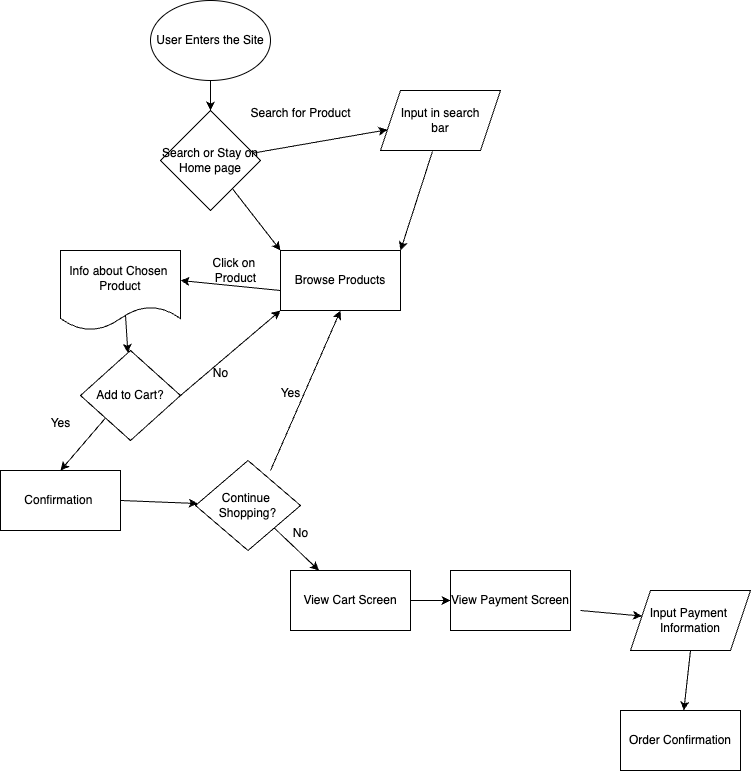 User Enters the Site
Search for Product
Input in search
bar
Search or Stay on
Home page
Click on
Product
Info about Chosen
Product
Browse Products
No
Add to Cart?
Yes
Yes
Confirmation
Continue
Shopping?
No
View Cart Screen
View Payment Screen
Input Payment
Information
Order Confirmation